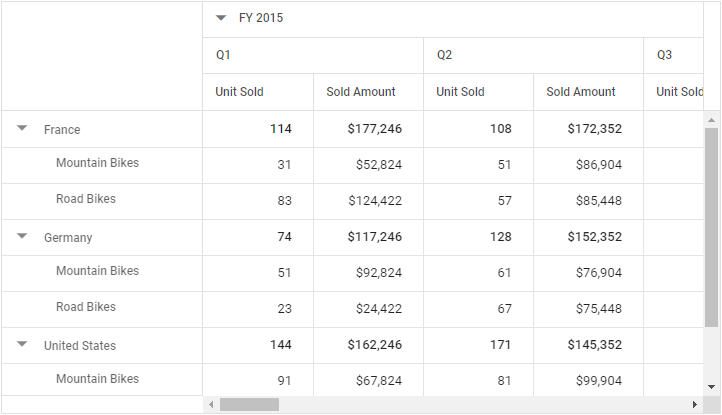 FY 2015
Q1 Q2 Q3
Unit Sold Sold Amount Unit Sold Sold Amount Unit Sold
France 114 $177,246 108 $172,352
Mountain Bikes 31 $52,824 51 $86,904
Road Bikes 83 $124,422 57 $85,448
Germany 74 $117,246 128 $152,352
Mountain Bikes 51 $92,824 61 $76,904
Road Bikes 23 $24,422 67 $75,448
United States 144 $162,246 171 $145,352
Mountain Bikes 91 $67,824 81 $99,904